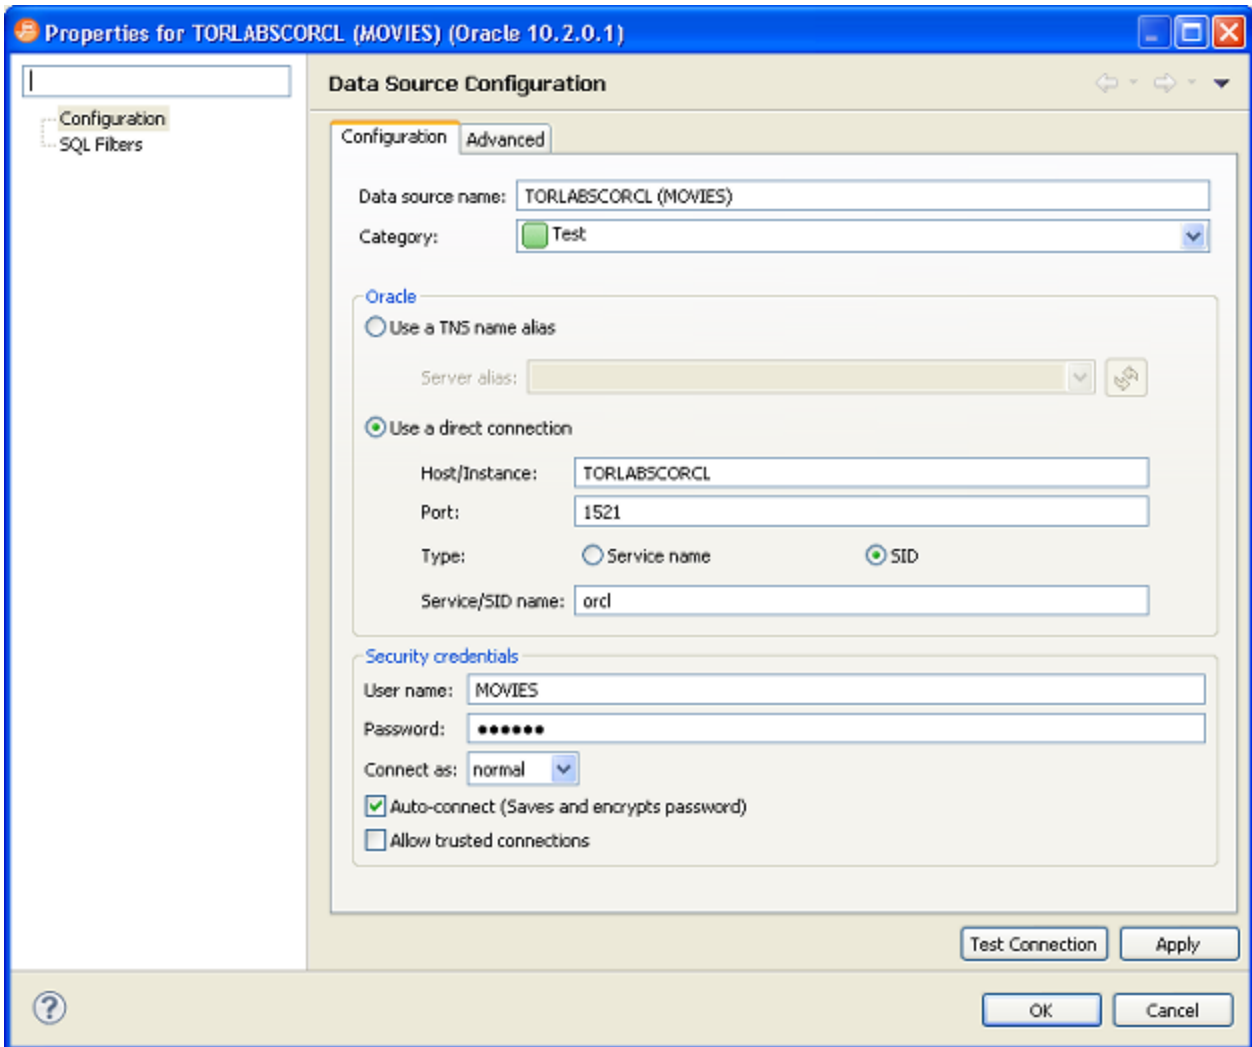 Properties for TORLABSCORCL (MOVIES) (Oracle 10.2.0.1)
Data Source Configuration
Configuration
SQL Filters
Configuration Advanced
Data source name: TORLABSCORCL (MOVIES)
Category: Test
Oracle
Use a TNS name alias
Server alias:
Use a direct connection
Host/Instance: TORLABSCORCL
Port: 1521
Type: Service name SID
Service/SID name: orcl
Security credentials
User name: MOVIES
Password: ●●●●●●
Connect as: normal
Auto-connect (Saves and encrypts password)
Allow trusted connections
Test Connection Apply
? OK Cancel